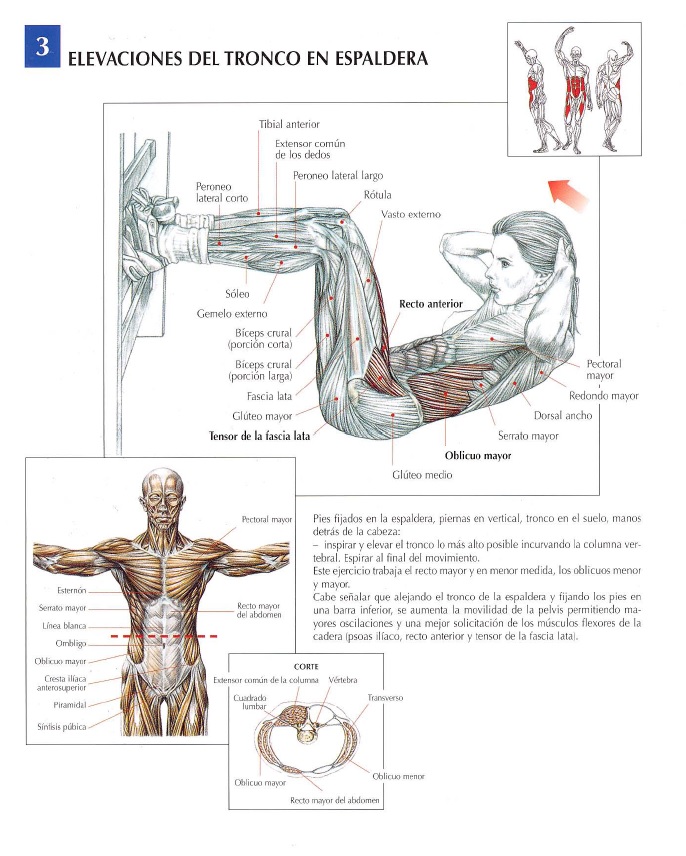 3
ELEVACIONES DEL TRONCO EN ESPALDERA
Tibial anterior
Extensor común
de los dedos
Peroneo lateral largo
Peroneo
lateral corto
Rótula
Vasto externo
Sóleo
Gemelo externo
Recto anterior
Bíceps crural
(porción corta)
Bíceps crural
(porción larga)
Fascia lata
Glúteo mayor
Tensor de la fascia lata
Pectoral
mayor
Redondo mayor
Dorsal ancho
Serrato mayor
Oblicuo mayor
Glúteo medio
Pectoral mayor
Esternón
Serrato mayor
Línea blanca
Ombligo
Oblicuo mayor
Cresta ilíaca
anterosuperior
Piramidal
Sínfisis púbica
Recto mayor
del abdomen
Pies fijados en la espaldera, piernas en vertical, tronco en el suelo, manos
detrás de la cabeza:
– inspirar y elevar el tronco lo más alto posible incurvando la columna ver-
tebral. Espirar al final del movimiento.
Este ejercicio trabaja el recto mayor y en menor medida, los oblicuos menor
y mayor.
Cabe señalar que alejando el tronco de la espaldera y fijando los pies en
una barra inferior, se aumenta la movilidad de la pelvis permitiendo ma-
yores oscilaciones y una mejor solicitación de los músculos flexores de la
cadera (psoas ilíaco, recto anterior y tensor de la fascia lata).
CORTE
Extensor común de la columna
Vértebra
Cuadrado
lumbar
Transverso
Oblicuo mayor
Oblicuo menor
Recto mayor del abdomen